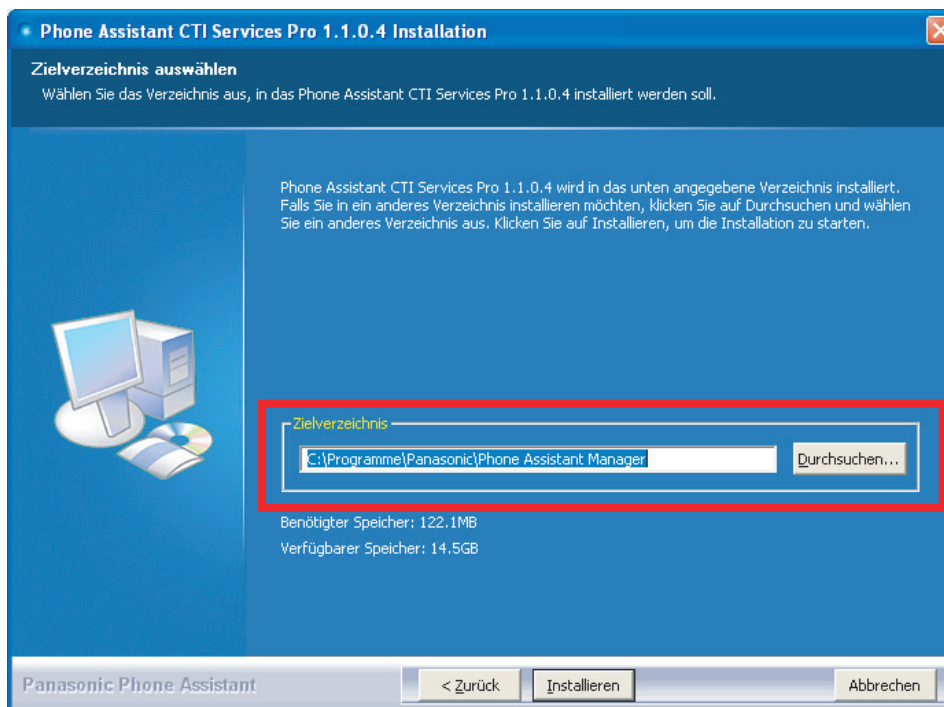 Phone Assistant CTI Services Pro 1.1.0.4 Installation
Zielverzeichnis auswählen
Wählen Sie das Verzeichnis aus, in das Phone Assistant CTI Services Pro 1.1.0.4 installiert werden soll.
Phone Assistant CTI Services Pro 1.1.0.4 wird in das unten angegebene Verzeichnis installiert.
Falls Sie in ein anderes Verzeichnis installieren möchten, klicken Sie auf Durchsuchen und wählen
Sie ein anderes Verzeichnis aus. Klicken Sie auf Installieren, um die Installation zu starten.
Zielverzeichnis
C:\Programme\Panasonic\Phone Assistant Manager
Durchsuchen...
Benötigter Speicher: 122.1MB
Verfügbarer Speicher: 14.5GB
Panasonic Phone Assistant
< Zurück
Installieren
Abbrechen